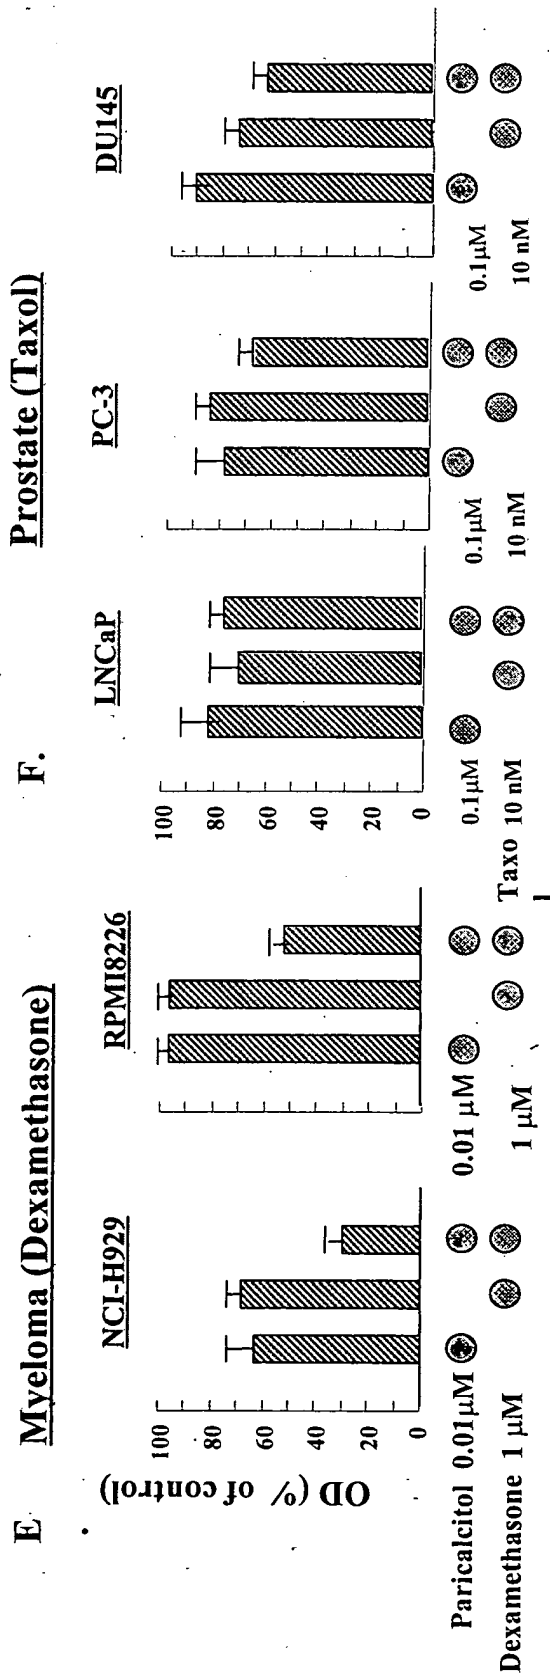 E Myeloma (Dexamethasone)
NCI-H929
RPMI8226
OD (% of control)
100
80
60
40
20
0
Paricalcitol 0.01µM
0.01 µM
Dexamethasone 1 µM
1 µM
F. Prostate (Taxol)
LNCaP
PC-3
DU145
100
80
60
40
20
0
0.1µM
0.1µM
0.1µM
Taxo 10 nM
10 nM
10 nM
l